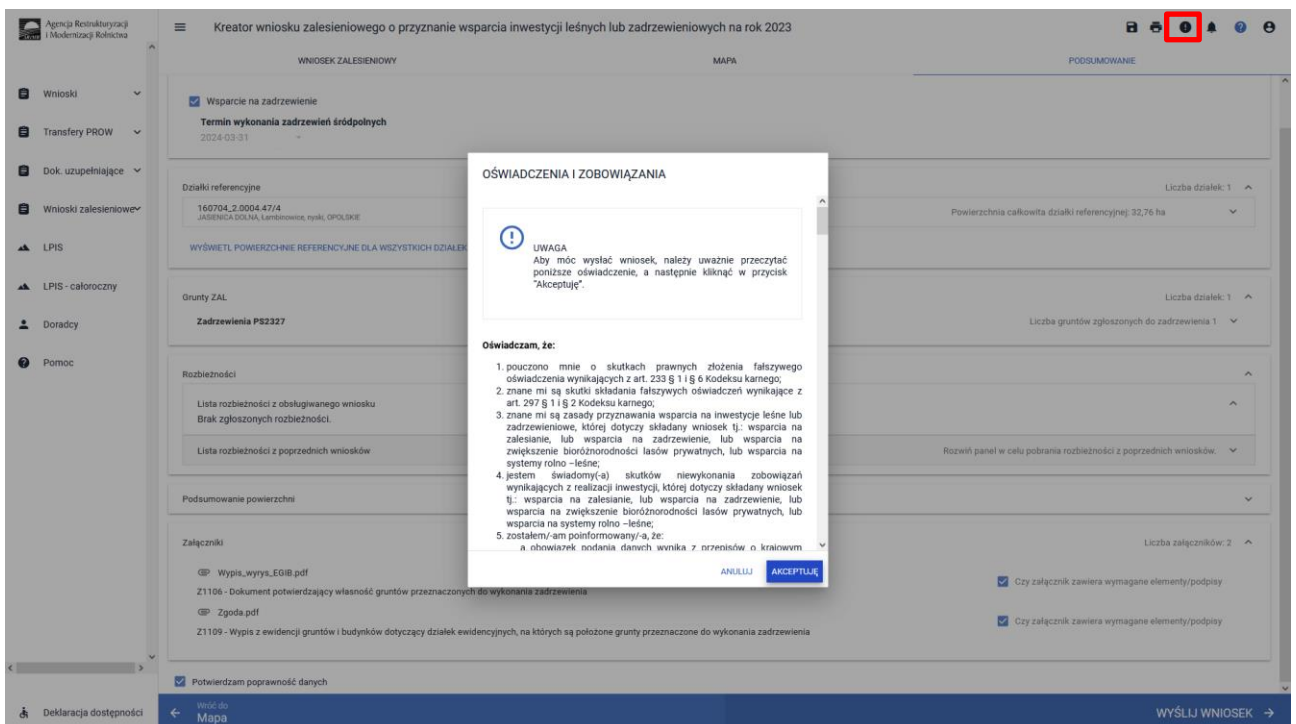 Agencja Restrukturyzacji
i Modernizacji Rolnictwa
Kreator wniosku zalesieniowego o przyznanie wsparcia inwestycji leśnych lub zadrzewieniowych na rok 2023
WNIOSEK ZALESIENIOWY
MAPA
PODSUMOWANIE
Wnioski
Transfery PROW
Dok. uzupełniające
Wnioski zalesieniowe
LPIS
LPIS - całoroczny
Doradcy
Pomoc
Deklaracja dostępności
Wsparcie na zadrzewienie
Termin wykonania zadrzewień śródpolnych
2024-03-31
Działki referencyjne
Liczba działek: 1
160704_2.0004.47/4
JASIENICA DOLNA, Łambinowice, nyski, OPOLSKIE
Powierzchnia całkowita działki referencyjnej: 32,76 ha
WYŚWIETL POWIERZCHNIE REFERENCYJNE DLA WSZYSTKICH DZIAŁEK
Grunty ZAL
Liczba działek: 1
Zadrzewienia PS2327
Liczba gruntów zgłoszonych do zadrzewienia 1
Rozbieżności
Lista rozbieżności z obsługiwanego wniosku
Brak zgłoszonych rozbieżności.
Lista rozbieżności z poprzednich wniosków
Rozwiń panel w celu pobrania rozbieżności z poprzednich wniosków.
Podsumowanie powierzchni
Załączniki
Liczba załączników: 2
Wypis_wyrys_EGIB.pdf
Z1106 - Dokument potwierdzający własność gruntów przeznaczonych do wykonania zadrzewienia
Czy załącznik zawiera wymagane elementy/podpisy
Zgoda.pdf
Z1109 - Wypis z ewidencji gruntów i budynków dotyczący działek ewidencyjnych, na których są położone grunty przeznaczone do wykonania zadrzewienia
Czy załącznik zawiera wymagane elementy/podpisy
Potwierdzam poprawność danych
Wróć do
Mapa
WYŚLIJ WNIOSEK
OŚWIADCZENIA I ZOBOWIĄZANIA
UWAGA
Aby móc wysłać wniosek, należy uważnie przeczytać
poniższe oświadczenie, a następnie kliknąć w przycisk
"Akceptuję".
Oświadczam, że:
1. pouczono mnie o skutkach prawnych złożenia fałszywego
oświadczenia wynikających z art. 233 § 1 i § 6 Kodeksu karnego;
2. znane mi są skutki składania fałszywych oświadczeń wynikające z
art. 297 § 1 i § 2 Kodeksu karnego;
3. znane mi są zasady przyznawania wsparcia na inwestycje leśne lub
zadrzewieniowe, której dotyczy składany wniosek tj.: wsparcia na
zalesianie, lub wsparcia na zadrzewienie, lub wsparcia na
zwiększenie bioróżnorodności lasów prywatnych, lub wsparcia na
systemy rolno –leśne;
4. jestem świadomy(-a) skutków niewykonania zobowiązań
wynikających z realizacji inwestycji, której dotyczy składany wniosek
tj.: wsparcia na zalesianie, lub wsparcia na zadrzewienie, lub
wsparcia na zwiększenie bioróżnorodności lasów prywatnych, lub
wsparcia na systemy rolno –leśne;
5. zostałem/-am poinformowany/-a, że:
a. obowiązek podania danych wynika z przepisów o krajowym
ANULUJ
AKCEPTUJĘ